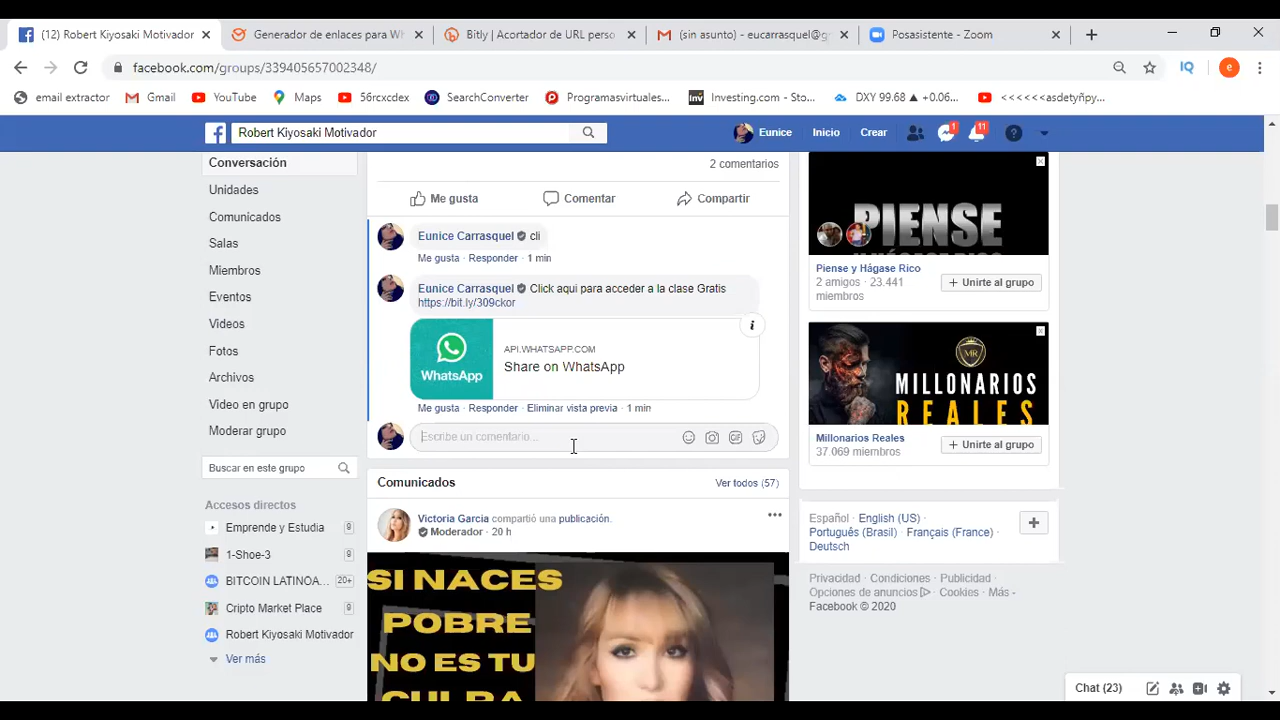 (12) Robert Kiyosaki Motivador
Generador de enlaces para Wh
Bitly | Acortador de URL perso
(sin asunto) - eucarrasquel@g
Posasistente - Zoom
facebook.com/groups/339405657002348/
email extractor
Gmail
YouTube
Maps
56rcxcdex
SearchConverter
Programasvirtuales...
Investing.com - Sto...
DXY 99.68 ▲ +0.06...
<<<<<<asdetyñpy...
Robert Kiyosaki Motivador
Eunice
Inicio
Crear
1
11
Conversación
Unidades
Comunicados
Salas
Miembros
Eventos
Videos
Fotos
Archivos
Video en grupo
Moderar grupo
Buscar en este grupo
Accesos directos
Emprende y Estudia 9
1-Shoe-3 9
BITCOIN LATINOA... 20+
Cripto Market Place 9
Robert Kiyosaki Motivador
Ver más
2 comentarios
Me gusta
Comentar
Compartir
Eunice Carrasquel cli
Me gusta · Responder · 1 min
Eunice Carrasquel Click aqui para acceder a la clase Gratis
https://bit.ly/309ckor
WhatsApp
API.WHATSAPP.COM
Share on WhatsApp
Me gusta · Responder · Eliminar vista previa · 1 min
Escribe un comentario...
Comunicados
Ver todos (57)
Victoria Garcia compartió una publicación.
Moderador · 20 h
SI NACES
POBRE
NO ES TU
CULPA
PIENSE
Piense y Hágase Rico
2 amigos · 23.441
miembros
+ Unirte al grupo
MR
MILLONARIOS
REALES
Millonarios Reales
37 069 miembros
+ Unirte al grupo
Español · English (US) ·
Português (Brasil) · Français (France) ·
Deutsch
Privacidad · Condiciones · Publicidad ·
Opciones de anuncios · Cookies · Más ·
Facebook © 2020
Chat (23)